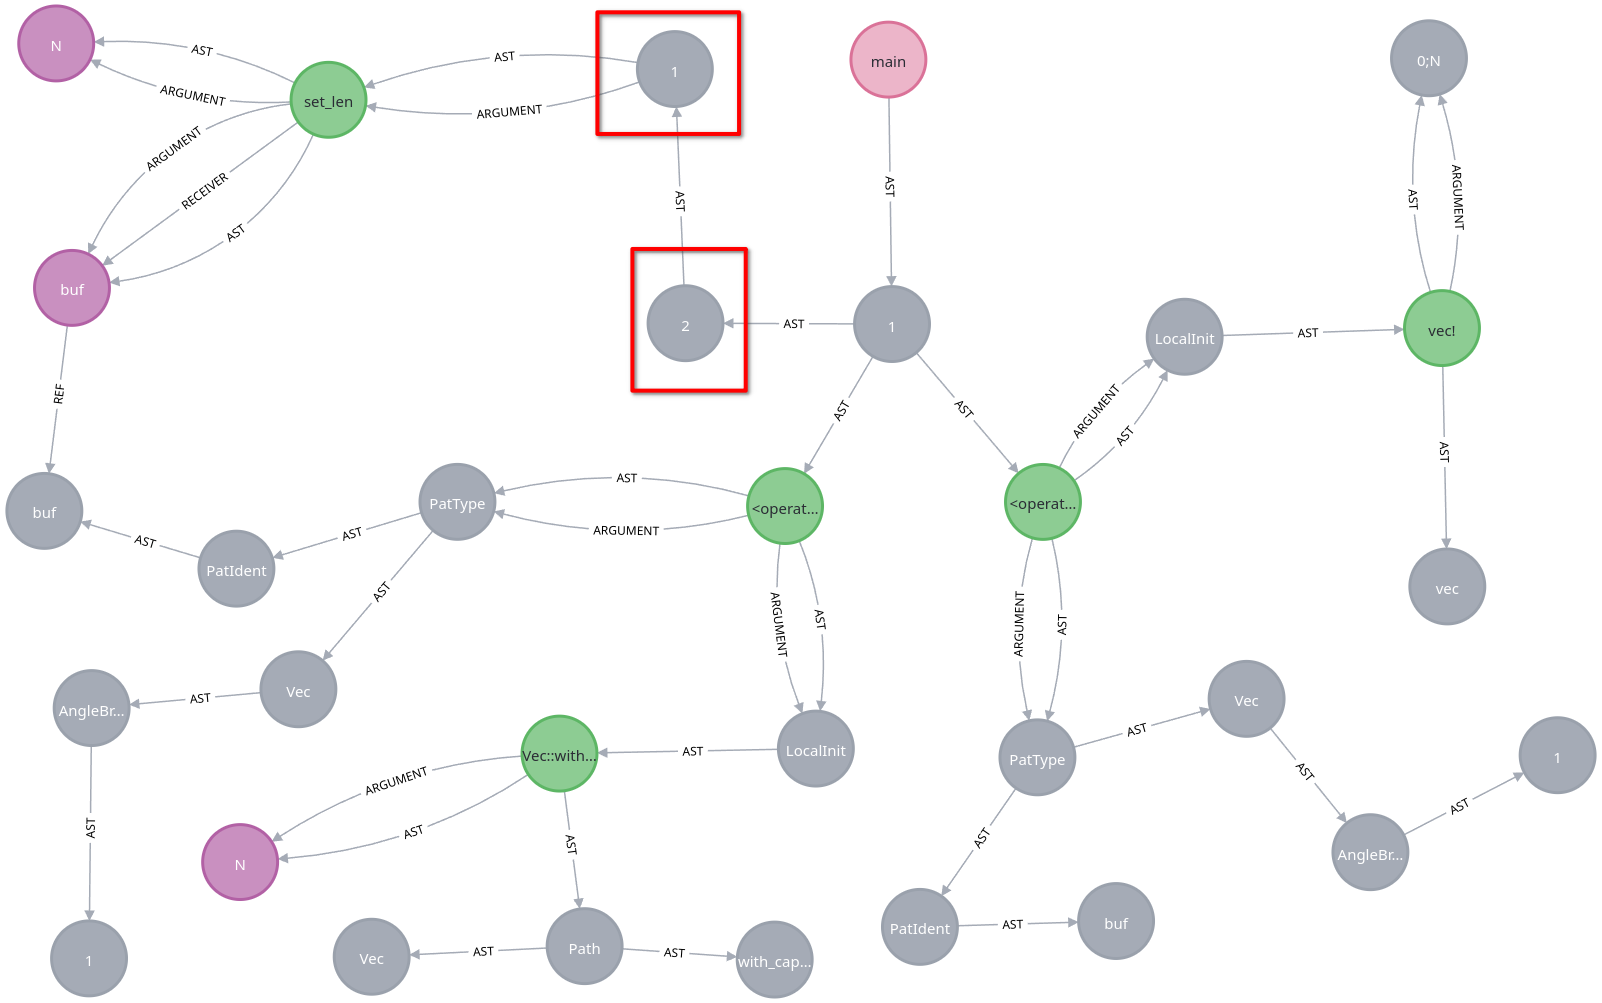 N
AST
ARGUMENT
set_len
AST
ARGUMENT
1
main
0;N
ARGUMENT
RECEIVER
AST
AST
AST
AST
ARGUMENT
buf
2
AST
1
LocalInit
AST
vec!
REF
AST
AST
ARGUMENT
AST
AST
buf
AST
PatIdent
AST
PatType
AST
ARGUMENT
<operat...
<operat...
vec
AST
ARGUMENT
AST
ARGUMENT
AST
AngleBr...
AST
Vec
Vec::with...
AST
LocalInit
PatType
AST
Vec
AST
AngleBr...
AST
1
AST
ARGUMENT
AST
N
AST
AST
1
Vec
AST
Path
AST
with_cap...
PatIdent
AST
buf